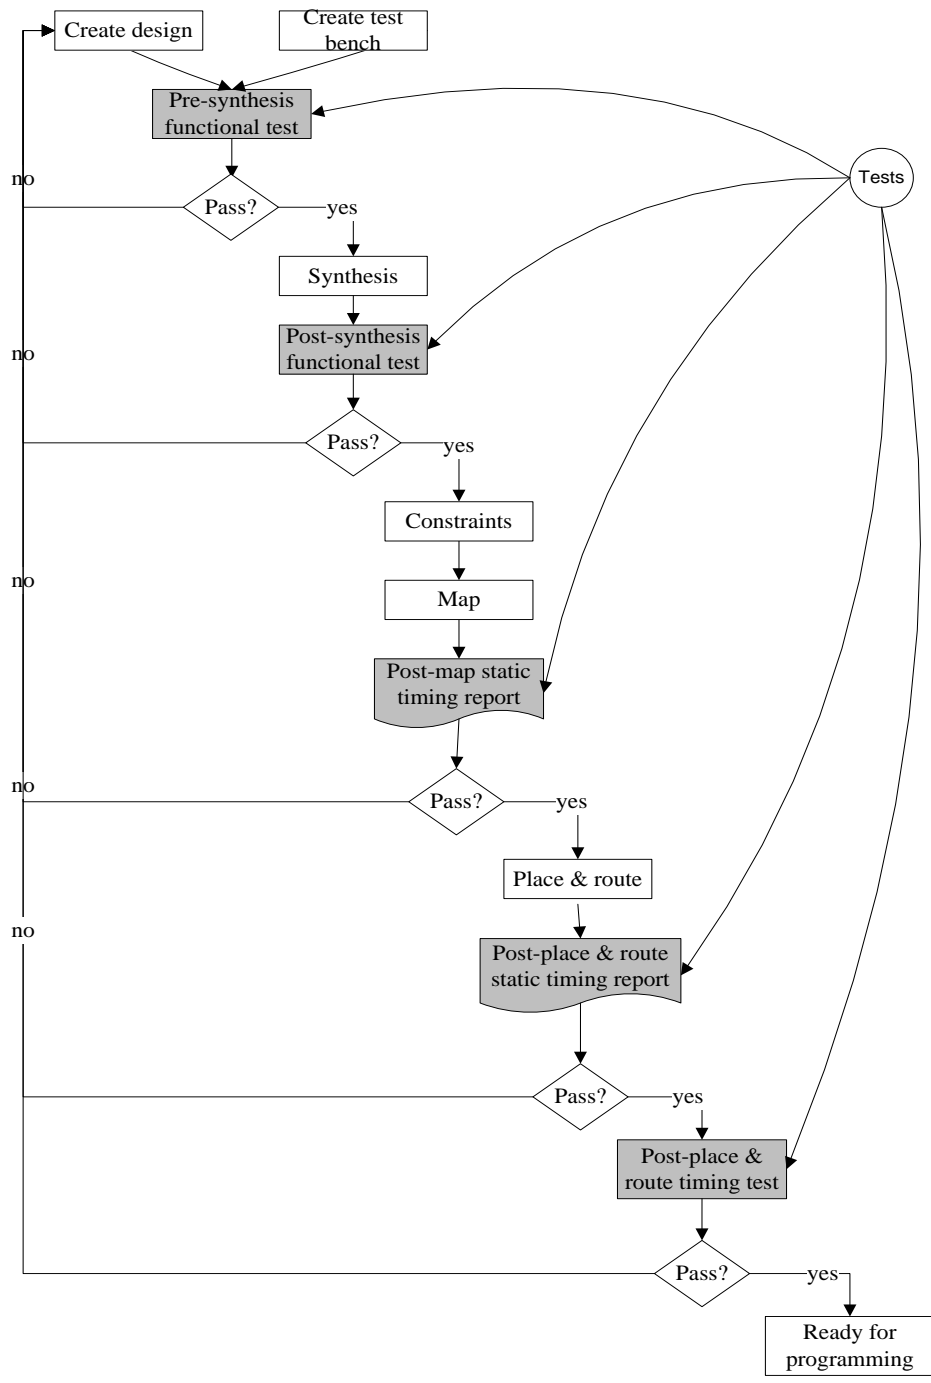 Create design
Create test
bench
Pre-synthesis
functional test
Tests
no
Pass?
yes
Synthesis
Post-synthesis
functional test
no
Pass?
yes
Constraints
no
Map
Post-map static
timing report
no
Pass?
yes
Place & route
no
Post-place & route
static timing report
Pass?
yes
Post-place &
route timing test
Pass?
yes
Ready for
programming